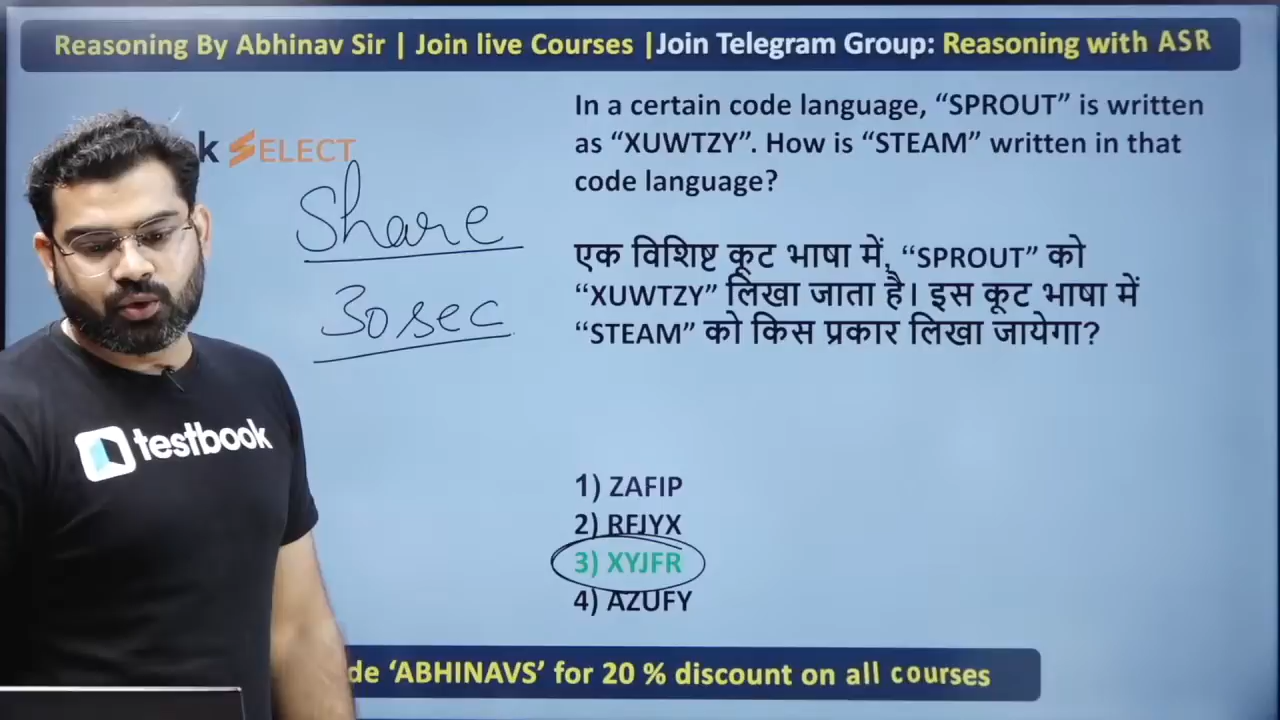 Reasoning By Abhinav Sir | Join live Courses |Join Telegram Group: Reasoning with ASR
k SELECT
Share
30 sec
In a certain code language, “SPROUT” is written
as “XUWTZY”. How is “STEAM” written in that
code language?
एक विशिष्ट कूट भाषा में, “SPROUT” को
“XUWTZY” लिखा जाता है। इस कूट भाषा में
“STEAM” को किस प्रकार लिखा जायेगा?
testbook
1) ZAFIP
2) RFJYX
3) XYJFR
4) AZUFY
de ‘ABHINAVS’ for 20 % discount on all courses